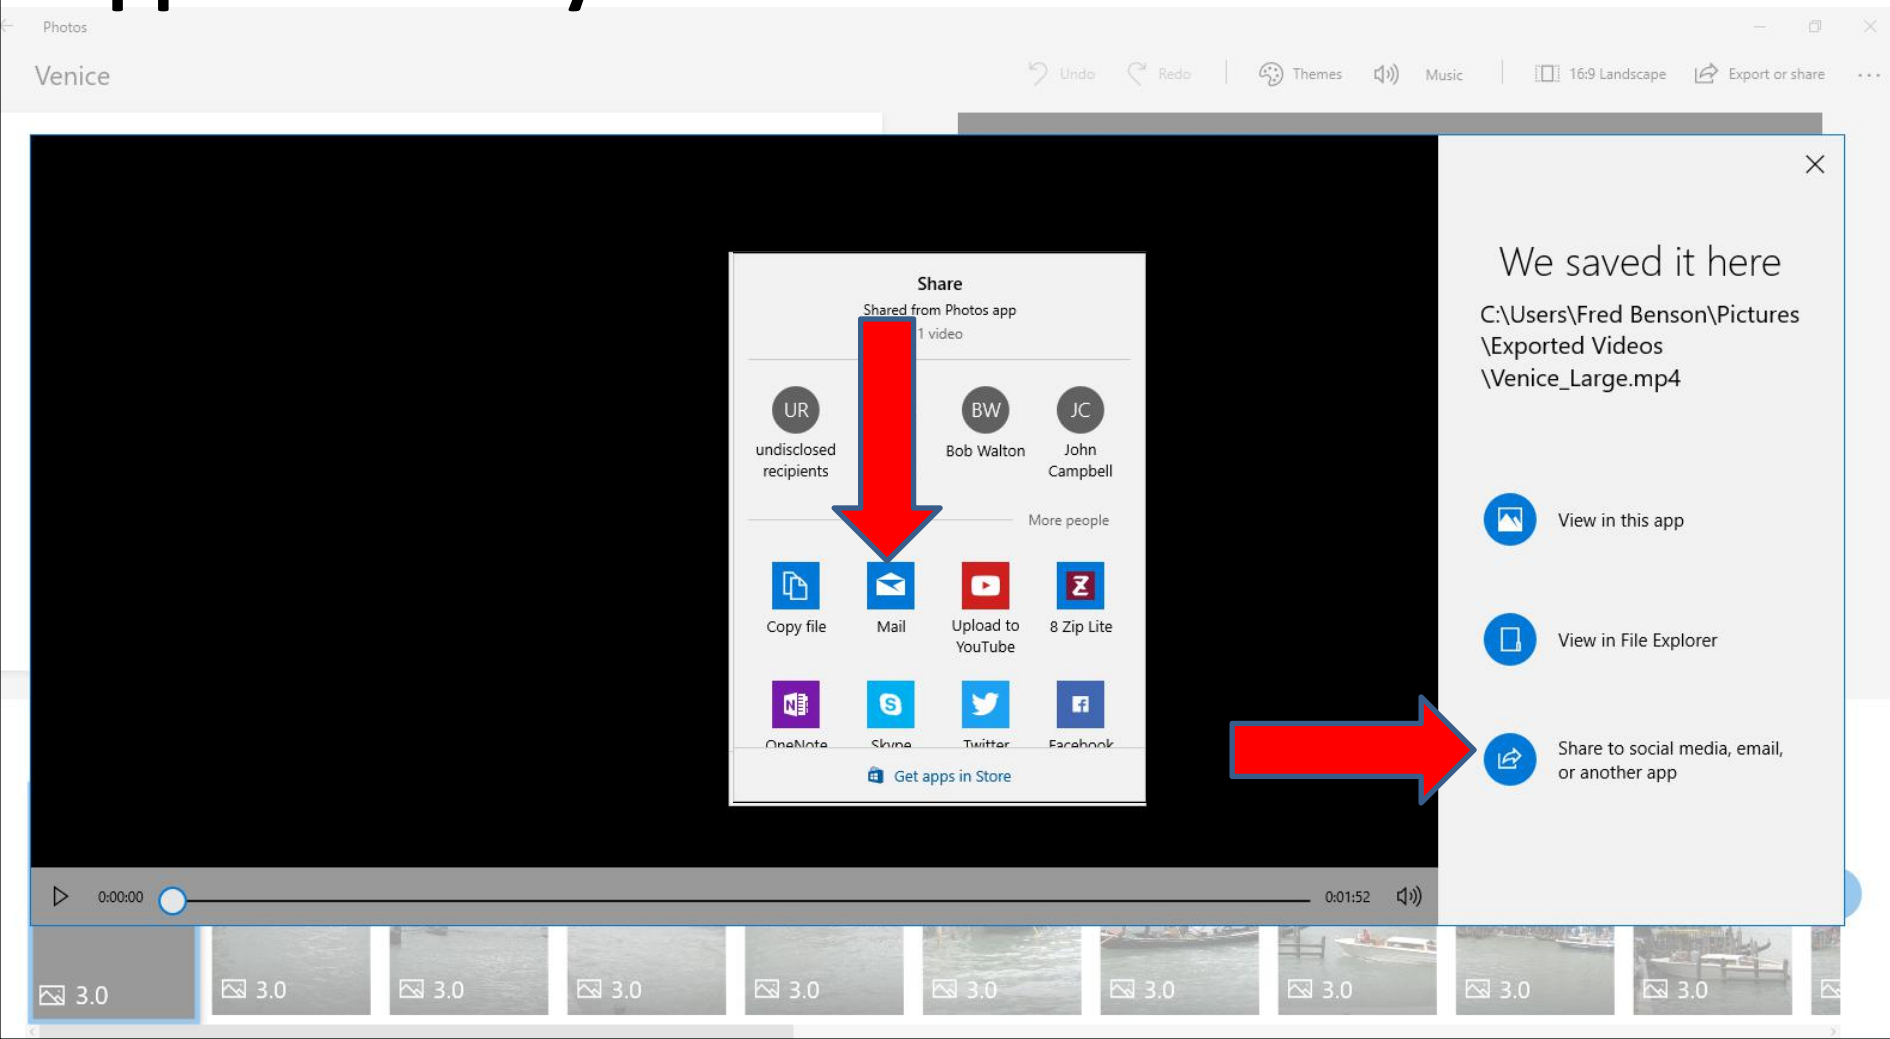 Photos
Venice
Undo
Redo
Themes
Music
16:9 Landscape
Export or share
Share
Shared from Photos app
1 video
UR
BW
JC
undisclosed
recipients
Bob Walton
John
Campbell
More people
Copy file
Mail
Upload to
YouTube
8 Zip Lite
OneNote
Skype
Twitter
Facebook
Get apps in Store
We saved it here
C:\Users\Fred Benson\Pictures
\Exported Videos
\Venice_Large.mp4
View in this app
View in File Explorer
Share to social media, email,
or another app
0:00:00
0:01:52
3.0
3.0
3.0
3.0
3.0
3.0
3.0
3.0
3.0
3.0